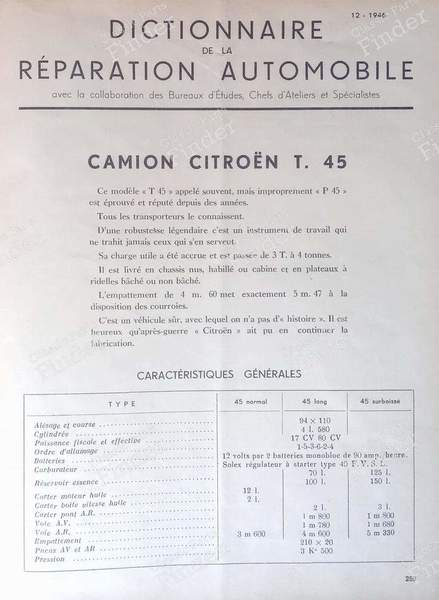 12 - 1946
DICTIONNAIRE
DE LA
RÉPARATION AUTOMOBILE
avec la collaboration des Bureaux d'Études, Chefs d'Ateliers et Spécialistes
CAMION CITROËN T. 45
Ce modèle « T 45 » appelé souvent, mais improprement « P 45 »
est éprouvé et réputé depuis des années.
Tous les transporteurs le connaissent.
D'une robustesse légendaire c'est un instrument de travail qui
ne trahit jamais ceux qui s'en servent.
Sa charge utile a été accrue et est passée de 3 T. à 4 tonnes.
Il est livré en chassis nus, habillé ou cabine et en plateaux à
ridelles bâché ou non bâché.
L'empattement de 4 m. 60 met exactement 5 m. 47 à la
disposition des courroies.
C'est un véhicule sûr, avec lequel on n'a pas d'« histoire ». Il est
heureux qu'après-guerre « Citroën » ait pu en continuer la
fabrication.
CARACTÉRISTIQUES GÉNÉRALES
TYPE 45 normal 45 long 45 surbaissé
Alésage et course 94 × 110
Cylindrée 4 l. 580
Puissance fiscale et effective 17 CV 80 CV
Ordre d'allumage 1-5-3-6-2-4
Batteries 12 volts par 2 batteries monobloc de 90 amp. heure.
Carburateur Solex régulateur à starter type 40 F. V. S. L.
70 l. 125 l.
Réservoir essence 100 l. 150 l.
Carter moteur huile 12 l.
Carter boîte vitesse huile 2 l.
Carter pont A.R. 2 l. 3 l.
Voie A.V. 1 m 800 1 m 800
Voie A.R. 1 m 780 1 m 680
Empattement 3 m 600 4 m 600 5 m 330
Pneus AV et AR 210 × 20
Pression 3 K° 500
Classic Parts
Finder